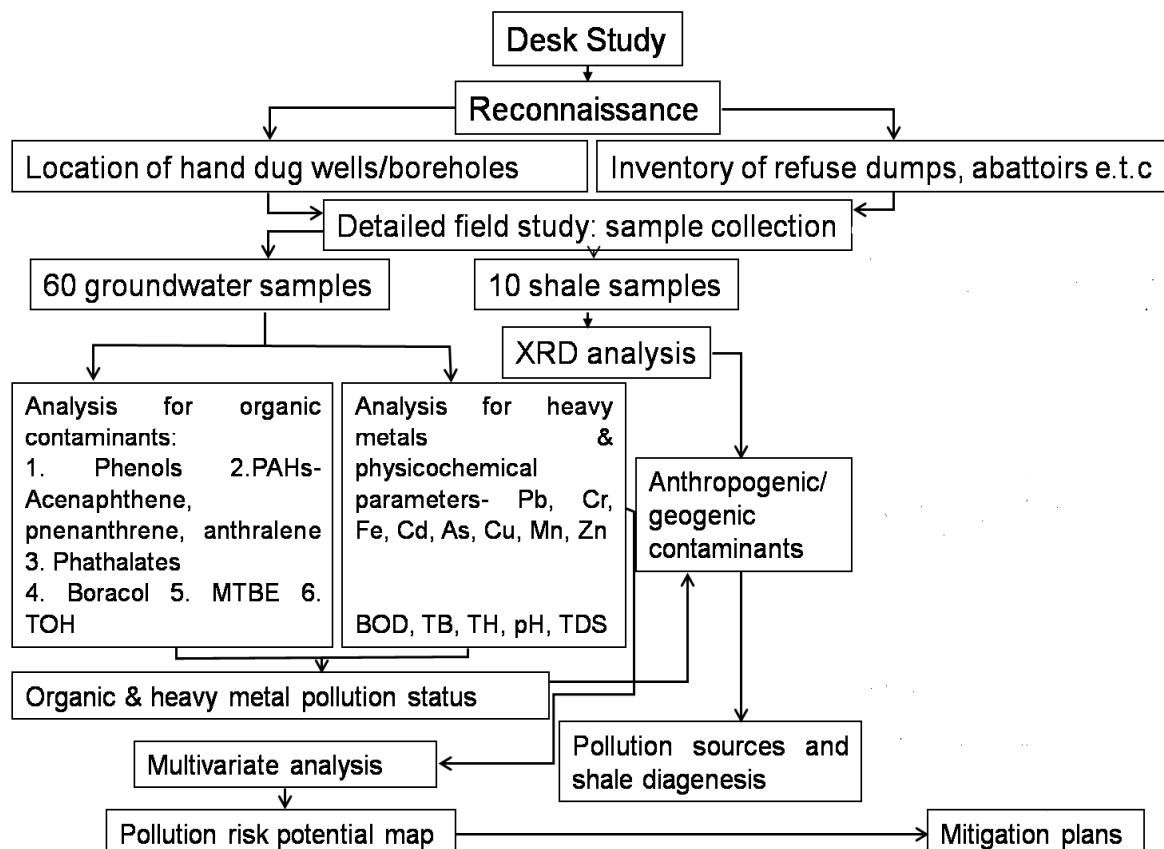 Desk Study
Reconnaissance
Location of hand dug wells/boreholes
Inventory of refuse dumps, abattoirs e.t.c
Detailed field study: sample collection
60 groundwater samples
10 shale samples
XRD analysis
Analysis for organic
contaminants:
1. Phenols 2.PAHs-
Acenaphthene,
pnenanthrene, anthralene
3. Phathalates
4. Boracol 5. MTBE 6.
TOH
Analysis for heavy
metals &
physicochemical
parameters- Pb, Cr,
Fe, Cd, As, Cu, Mn, Zn
BOD, TB, TH, pH, TDS
Anthropogenic/
geogenic
contaminants
Organic & heavy metal pollution status
Pollution sources and
shale diagenesis
Multivariate analysis
Pollution risk potential map
Mitigation plans